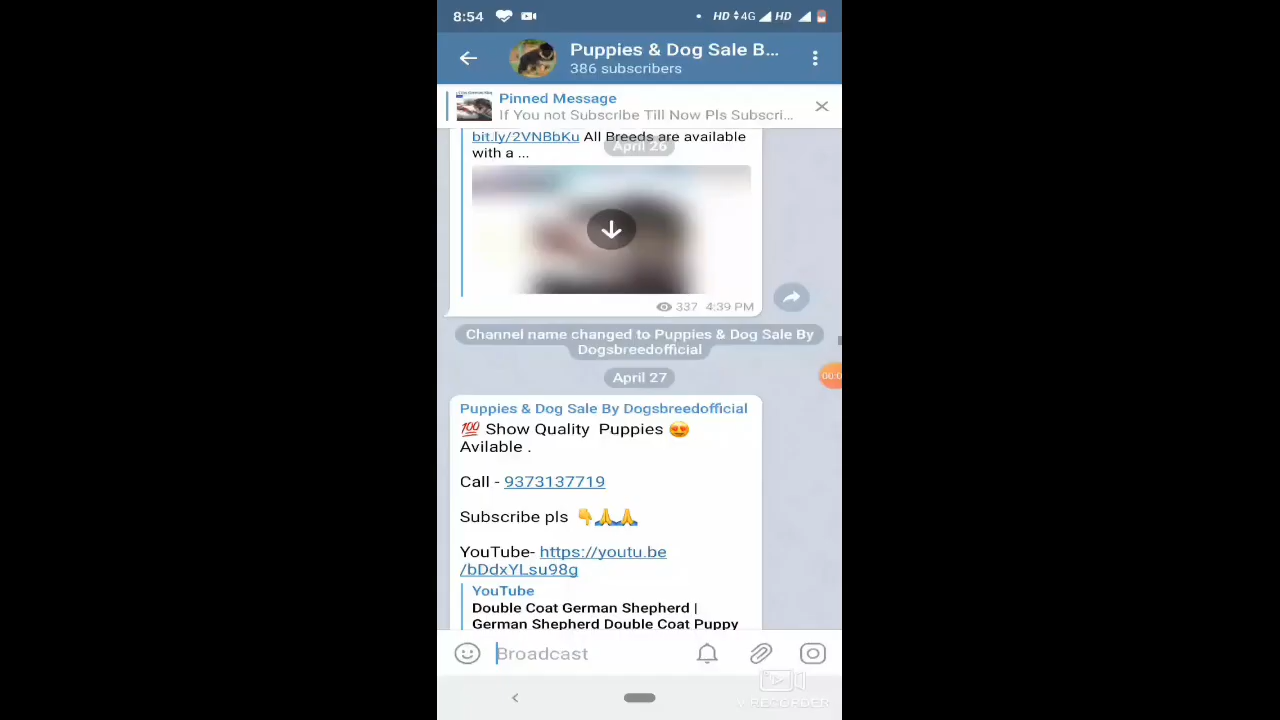 8:54
HD 4G HD
Puppies & Dog Sale B...
386 subscribers
Pinned Message
If You not Subscribe Till Now Pls Subscri...
bit.ly/2VNBbKu All Breeds are available
April 26
with a ...
337 4:39 PM
Channel name changed to Puppies & Dog Sale By
Dogsbreedofficial
April 27
00:0
Puppies & Dog Sale By Dogsbreedofficial
💯 Show Quality Puppies 😍
Avilable .
Call - 9373137719
Subscribe pls 👇🙏🙏
YouTube- https://youtu.be
/bDdxYLsu98g
YouTube
Double Coat German Shepherd |
German Shepherd Double Coat Puppy
Broadcast
V RECORDER